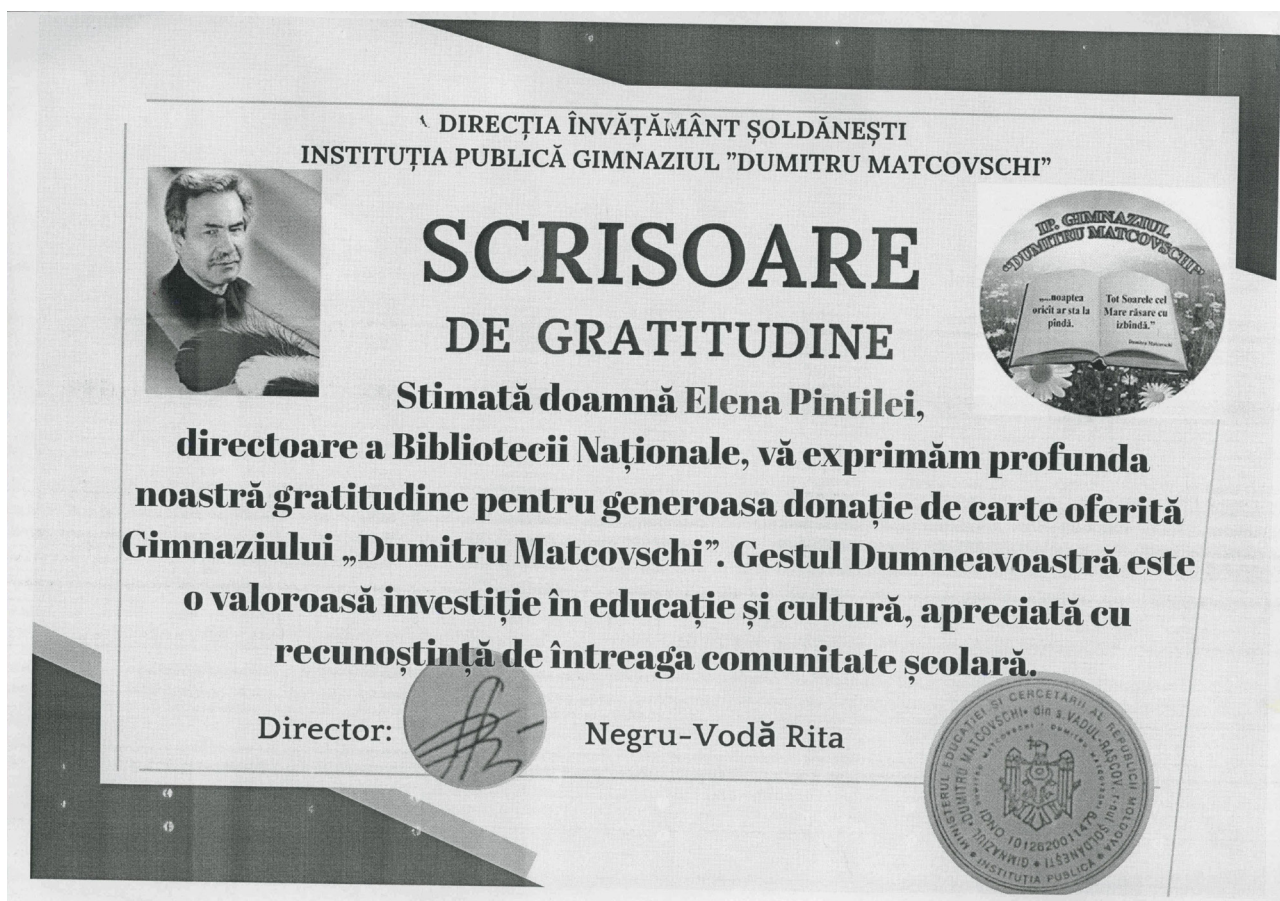 DIRECȚIA ÎNVĂȚĂMÂNT ȘOLDĂNEȘTI
INSTITUȚIA PUBLICĂ GIMNAZIUL ”DUMITRU MATCOVSCHI”
SCRISOARE
DE GRATITUDINE
IP. GIMNAZIUL
“DUMITRU MATCOVSCHI”
„...noaptea
oricit ar sta la
pindă.
Tot Soarele cel
Mare răsare cu
izbîndă.”
Dumitru Matcovschi
Stimată doamnă Elena Pintilei,
directoare a Bibliotecii Naționale, vă exprimăm profunda
noastră gratitudine pentru generoasa donație de carte oferită
Gimnaziului „Dumitru Matcovschi”. Gestul Dumneavoastră este
o valoroasă investiție în educație și cultură, apreciată cu
recunoștință de întreaga comunitate școlară.
Director:
Negru-Vodă Rita
MINISTERUL EDUCAȚIEI ȘI CERCETĂRII AL REPUBLICII MOLDOVA
INSTITUȚIA PUBLICĂ
GIMNAZIUL "DUMITRU MATCOVSCHI" din s. VADUL-RAȘCOV, r-nul ȘOLDĂNEȘTI
IDNO 1012620011479